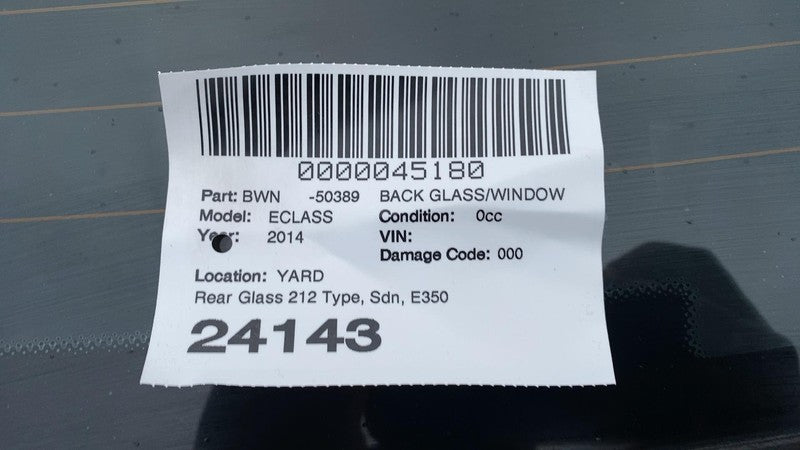 0000045180
Part: BWN -50389 BACK GLASS/WINDOW
Model: ECLASS Condition: 0cc
Year: 2014 VIN:
Damage Code: 000
Location: YARD
Rear Glass 212 Type, Sdn, E350
24143